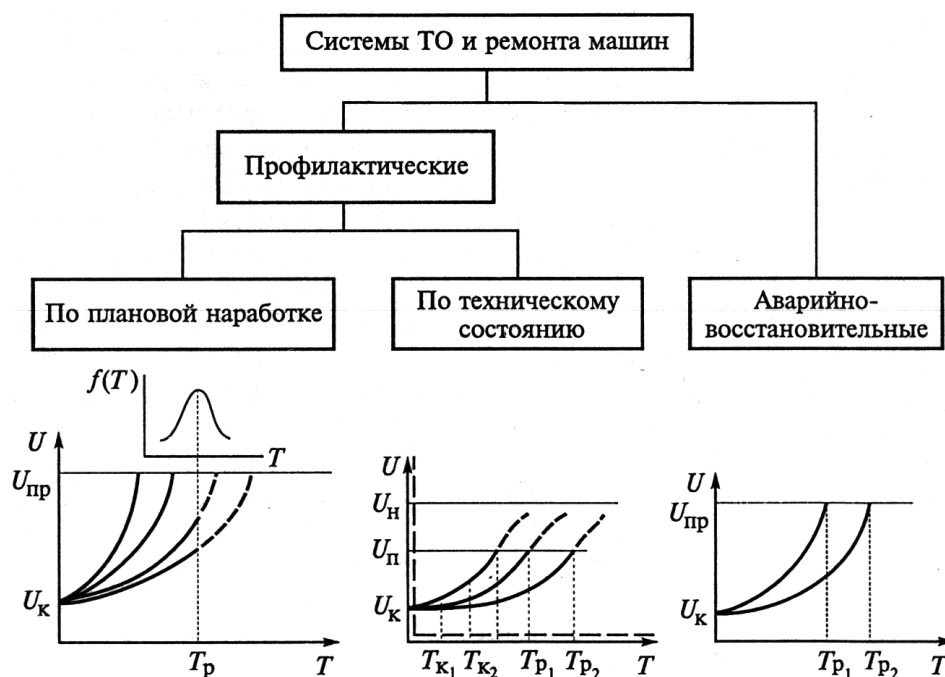 Системы ТО и ремонта машин
Профилактические
По плановой наработке
По техническому
состоянию
Аварийно-
восстановительные
f(T)
T
U
Uпр
Uк
Tр
T
U
Uн
Uп
Uк
Tк1
Tк2
Tр1
Tр2
T
U
Uпр
Uк
Tр1
Tр2
T